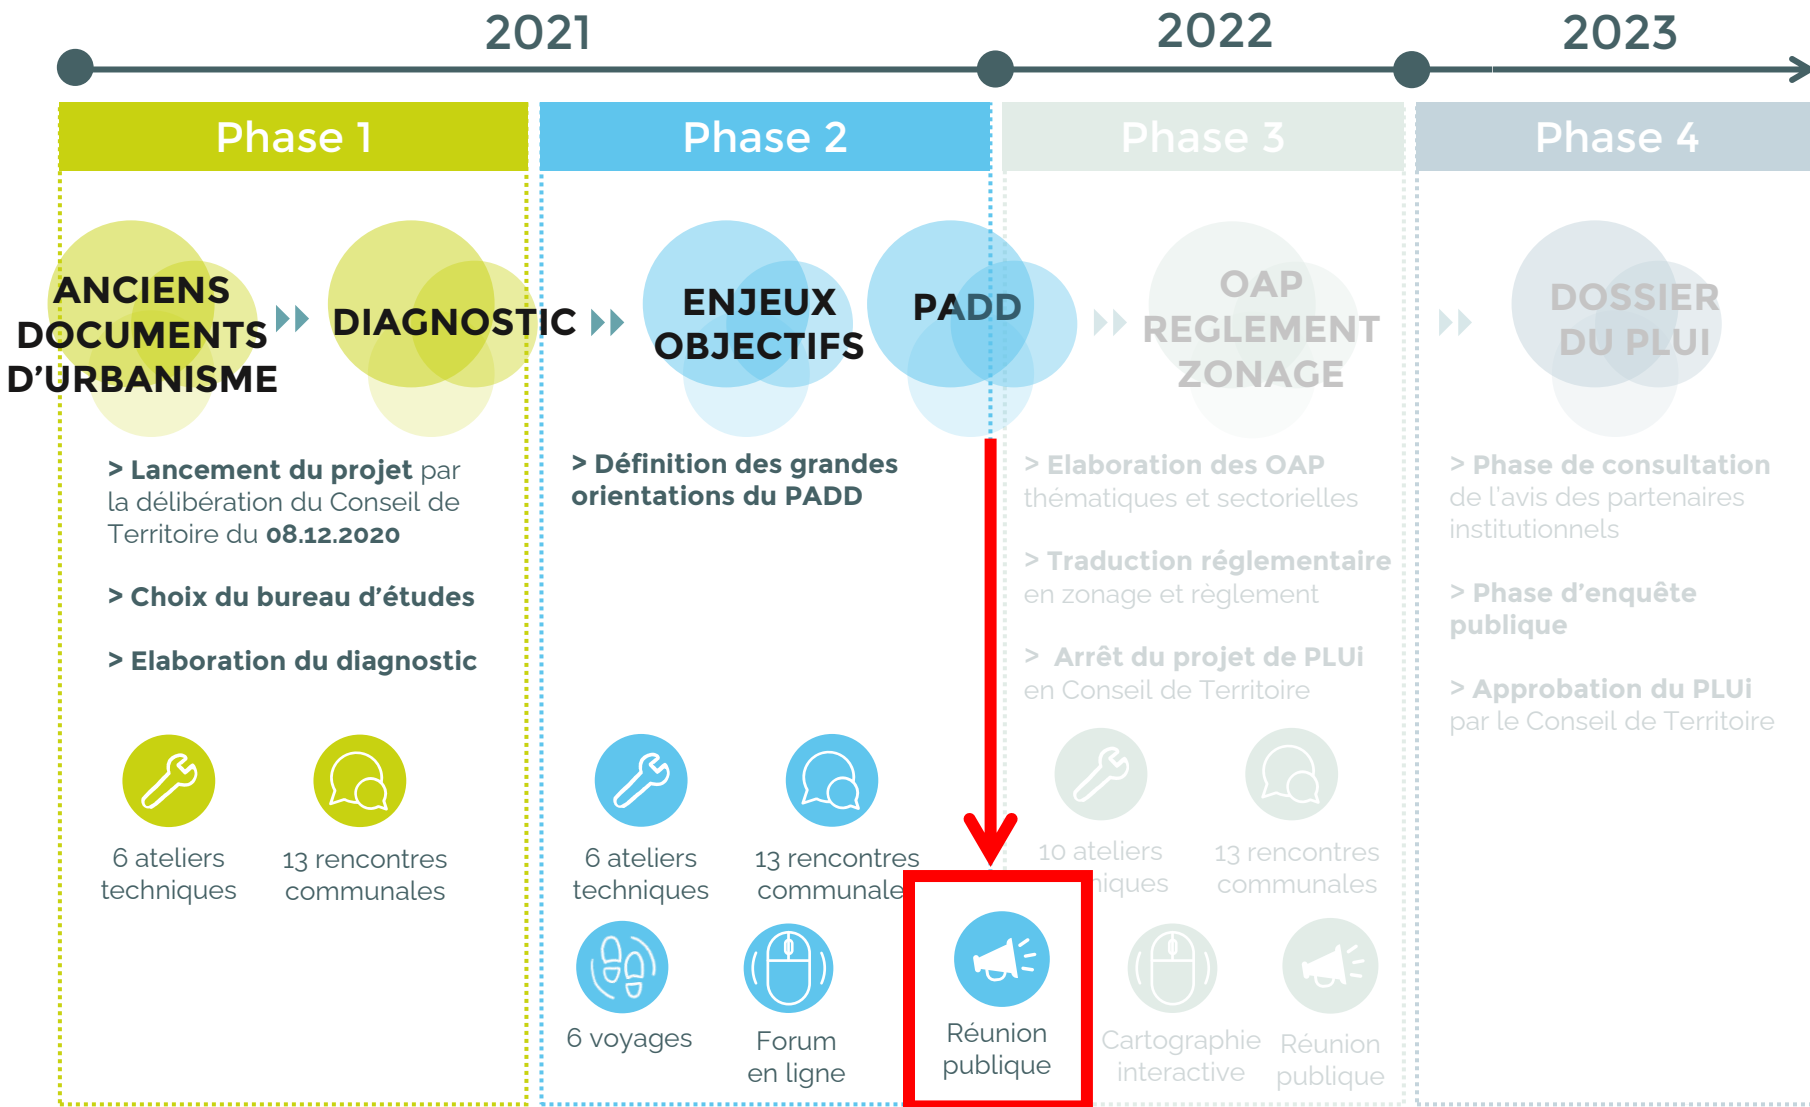 2021
2022
2023
Phase 1
Phase 2
Phase 3
Phase 4
ANCIENS
DOCUMENTS
D'URBANISME
DIAGNOSTIC
ENJEUX
OBJECTIFS
PADD
OAP
REGLEMENT
ZONAGE
DOSSIER
DU PLUI
> Lancement du projet par
la délibération du Conseil de
Territoire du 08.12.2020
> Choix du bureau d'études
> Elaboration du diagnostic
6 ateliers
techniques
13 rencontres
communales
> Définition des grandes
orientations du PADD
6 ateliers
techniques
13 rencontres
communale
6 voyages
Forum
en ligne
Réunion
publique
> Elaboration des OAP
thématiques et sectorielles
> Traduction réglementaire
en zonage et règlement
> Arrêt du projet de PLUi
en Conseil de Territoire
10 ateliers
niques
13 rencontres
communales
Cartographie
interactive
Réunion
publique
> Phase de consultation
de l'avis des partenaires
institutionnels
> Phase d'enquête
publique
> Approbation du PLUi
par le Conseil de Territoire